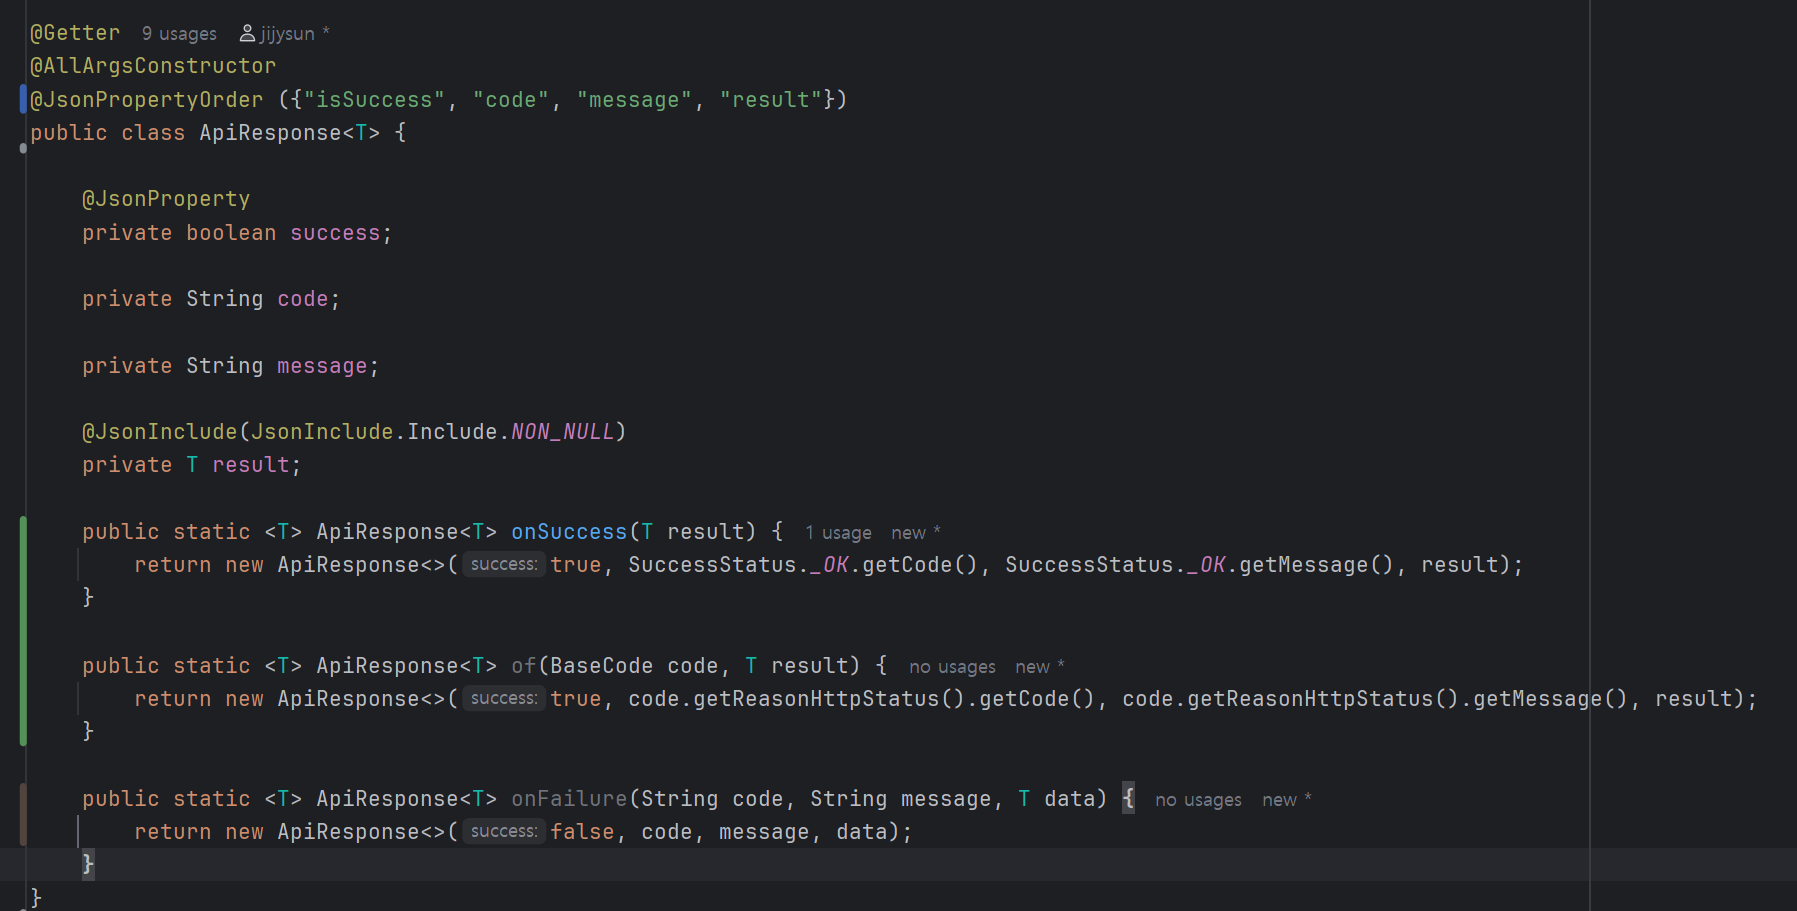 @Getter 9 usages jijysun *
@AllArgsConstructor
@JsonPropertyOrder ({"isSuccess", "code", "message", "result"})
public class ApiResponse<T> {
@JsonProperty
private boolean success;
private String code;
private String message;
@JsonInclude(JsonInclude.Include.NON_NULL)
private T result;
public static <T> ApiResponse<T> onSuccess(T result) { 1 usage new *
return new ApiResponse<>( success: true, SuccessStatus._OK.getCode(), SuccessStatus._OK.getMessage(), result);
}
public static <T> ApiResponse<T> of(BaseCode code, T result) { no usages new *
return new ApiResponse<>( success: true, code.getReasonHttpStatus().getCode(), code.getReasonHttpStatus().getMessage(), result);
}
public static <T> ApiResponse<T> onFailure(String code, String message, T data) { no usages new *
return new ApiResponse<>( success: false, code, message, data);
}
}